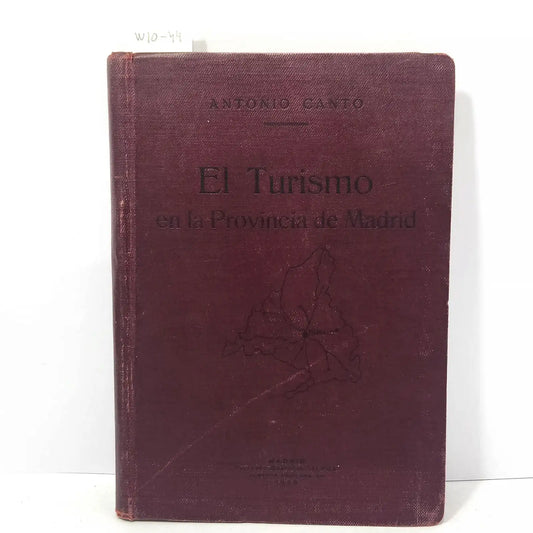 W10-44
ANTONIO CANTO
El Turismo
en la Provincia de Madrid
MADRID